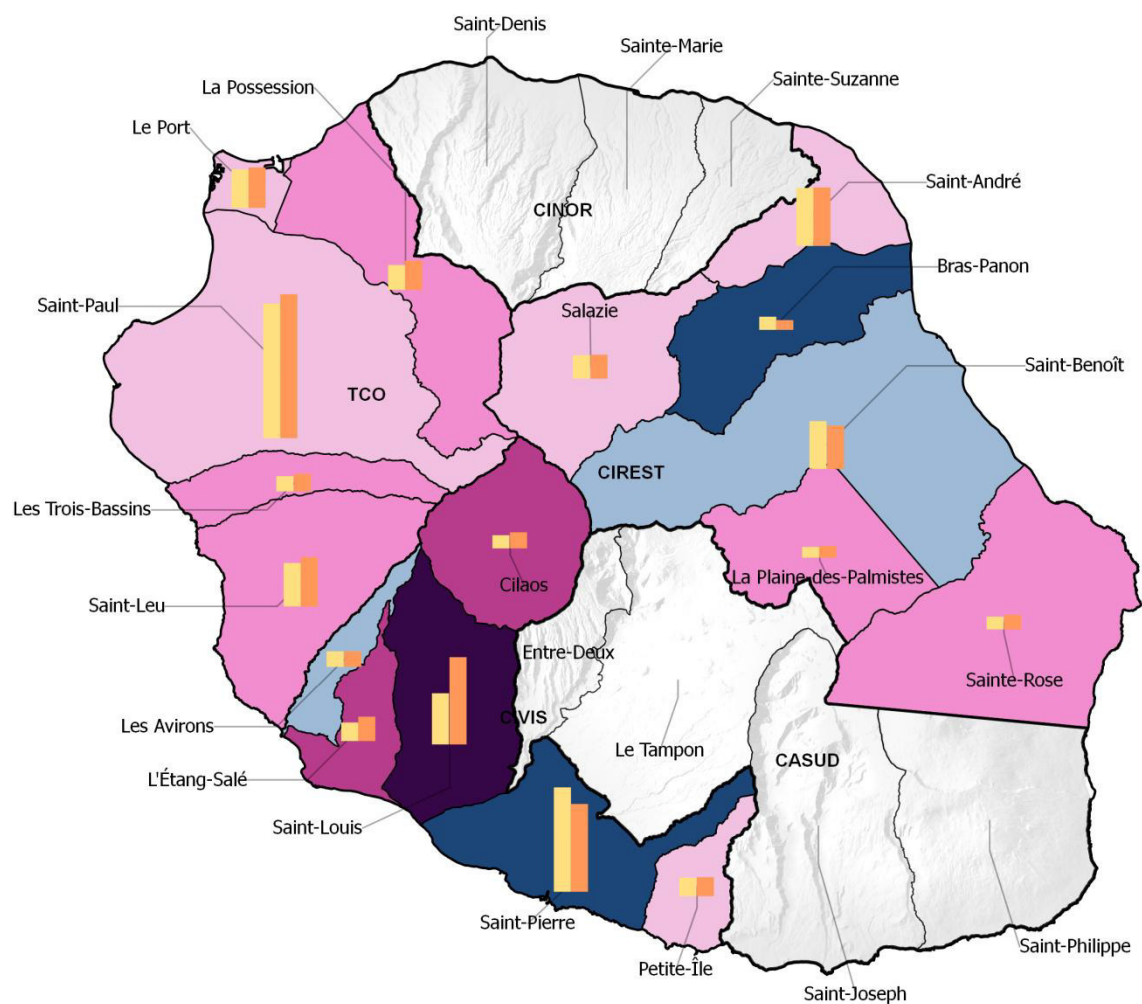 Saint-Denis
Sainte-Marie
Sainte-Suzanne
La Possession
Le Port
Saint-André
CINOR
Bras-Panon
Saint-Paul
Salazie
Saint-Benoît
TCO
CIREST
Les Trois-Bassins
Cilaos
La Plaine-des-Palmistes
Saint-Leu
Entre-Deux
Sainte-Rose
Les Avirons
CIVIS
Le Tampon
CASUD
L'Étang-Salé
Saint-Louis
Saint-Pierre
Saint-Philippe
Petite-Île
Saint-Joseph